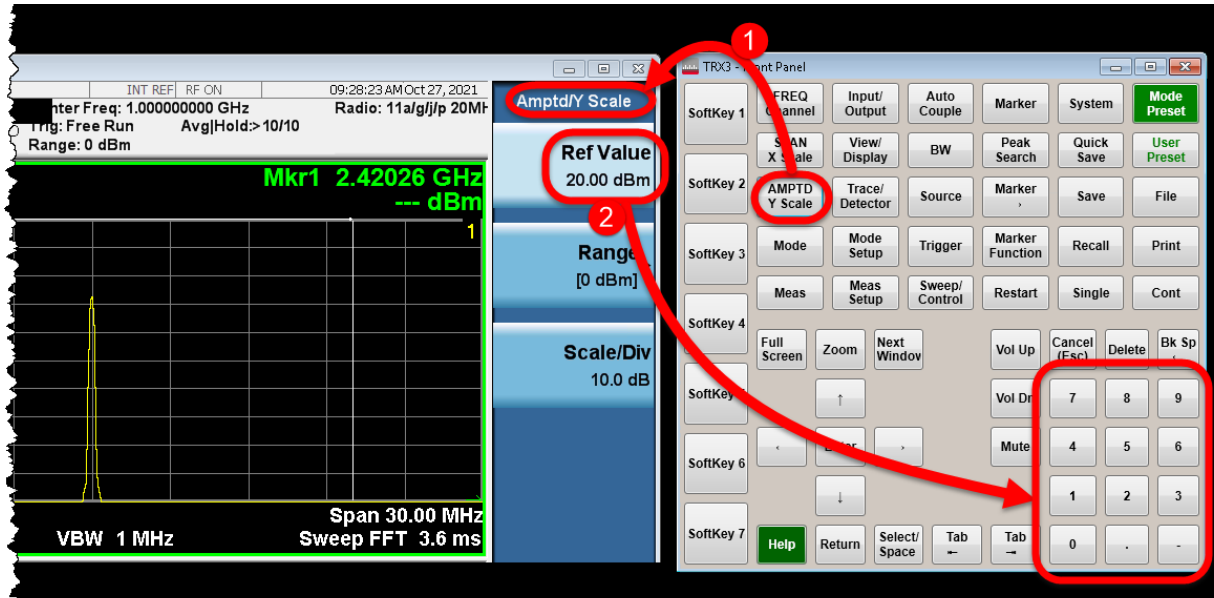 1
TRX3 - Front Panel
INT REF RF ON 09:28:23 AM Oct 27, 2021
Center Freq: 1.000000000 GHz Radio: 11a/g/j/p 20MH
Trig: Free Run Avg|Hold:>10/10
Range: 0 dBm
Mkr1 2.42026 GHz
--- dBm
1
Span 30.00 MHz
VBW 1 MHz Sweep FFT 3.6 ms
Amptd/Y Scale
Ref Value
20.00 dBm
2
Range
[0 dBm]
Scale/Div
10.0 dB
SoftKey 1
SoftKey 2
SoftKey 3
SoftKey 4
SoftKey 5
SoftKey 6
SoftKey 7
FREQ Channel
Input/ Output
Auto Couple
Marker
System
Mode Preset
SPAN X Scale
View/ Display
BW
Peak Search
Quick Save
User Preset
AMPTD Y Scale
Trace/ Detector
Source
Marker ›
Save
File
Mode
Mode Setup
Trigger
Marker Function
Recall
Print
Meas
Meas Setup
Sweep/ Control
Restart
Single
Cont
Full Screen
Zoom
Next Window
Vol Up
Cancel (Esc)
Delete
Bk Sp ‹
↑
Vol Dn
7
8
9
‹
Enter
›
Mute
4
5
6
↓
1
2
3
Help
Return
Select/ Space
Tab ←
Tab →
0
.
-